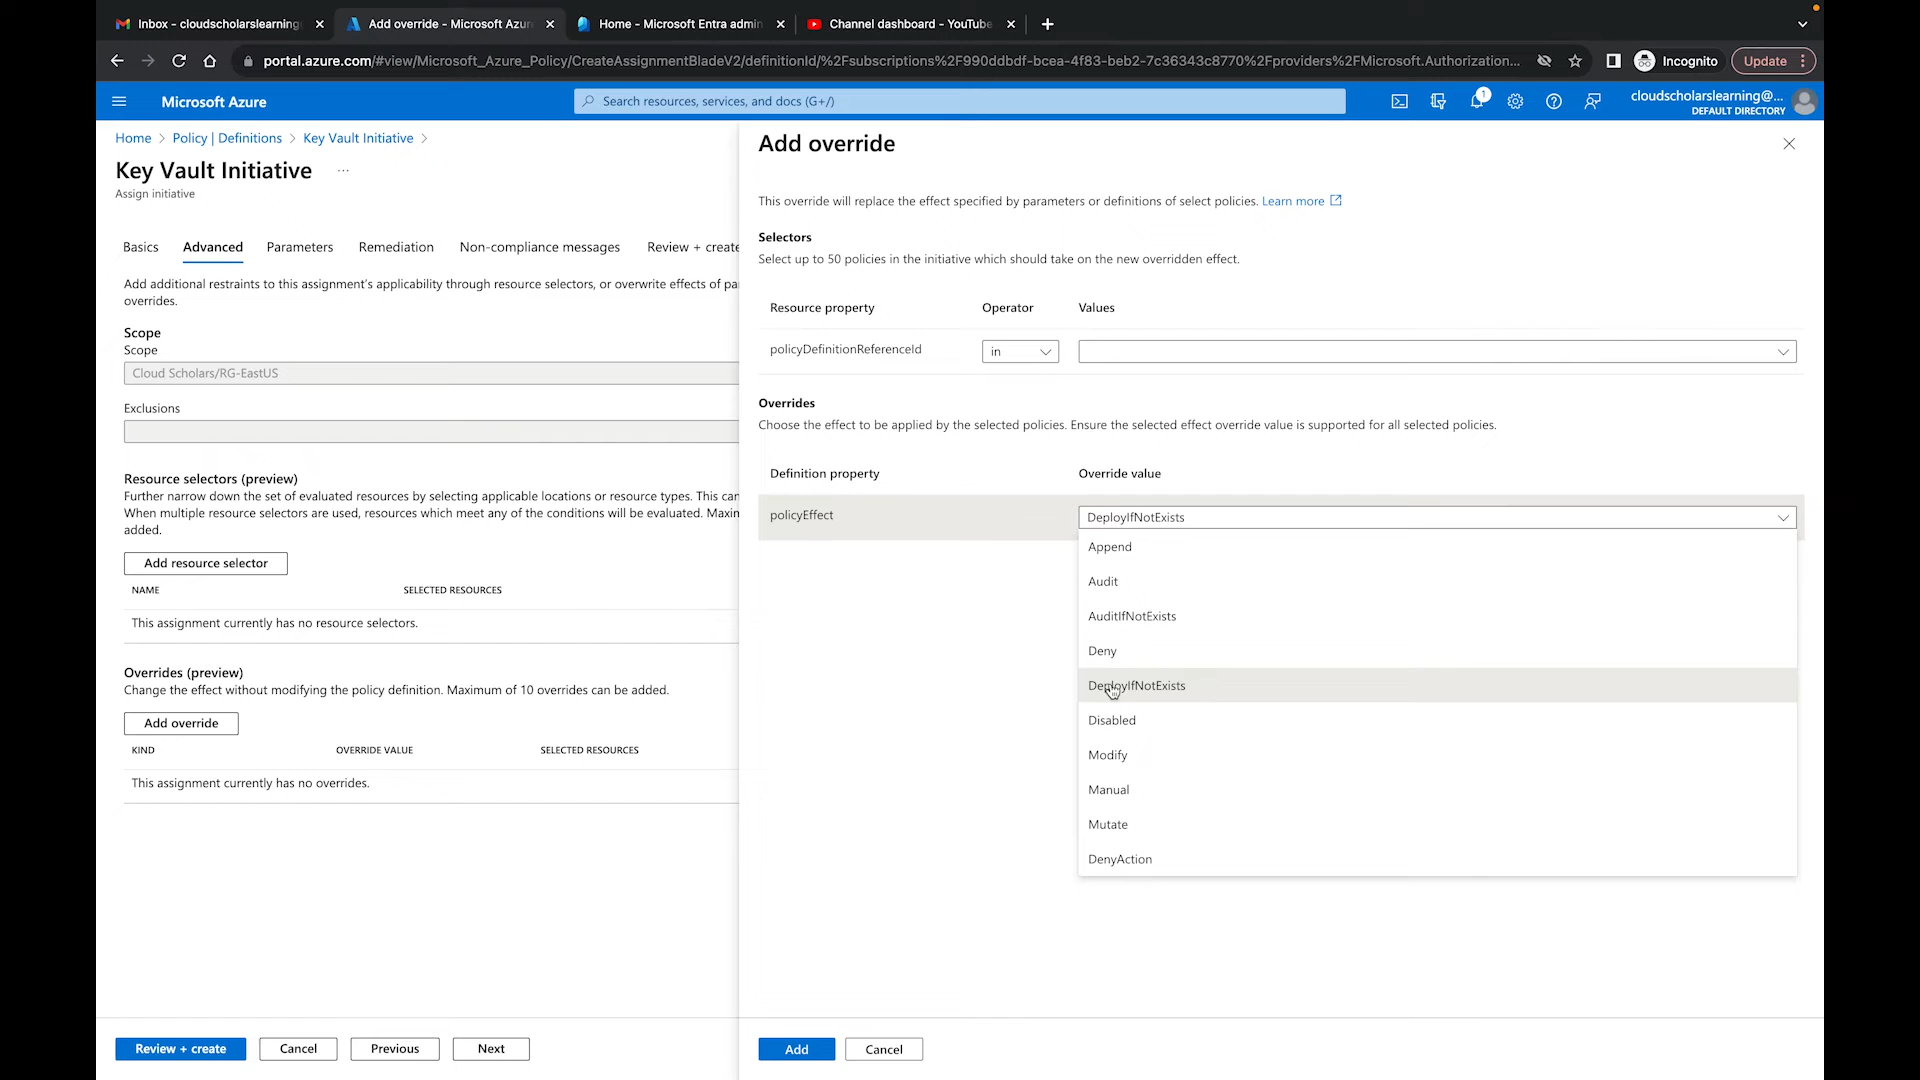 Inbox - cloudscholarslearning
Add override - Microsoft Azur
Home - Microsoft Entra admin
Channel dashboard - YouTube
portal.azure.com/#view/Microsoft_Azure_Policy/CreateAssignmentBladeV2/definitionId/%2Fsubscriptions%2F990ddbdf-bcea-4f83-beb2-7c36343c8770%2Fproviders%2FMicrosoft.Authorization...
Incognito
Update
Microsoft Azure
Search resources, services, and docs (G+/)
1
cloudscholarslearning@...
DEFAULT DIRECTORY
Home > Policy | Definitions > Key Vault Initiative >
Key Vault Initiative ...
Assign initiative
Basics
Advanced
Parameters
Remediation
Non-compliance messages
Review + create
Add additional restraints to this assignment's applicability through resource selectors, or overwrite effects of pa
overrides.
Scope
Scope
Cloud Scholars/RG-EastUS
Exclusions
Resource selectors (preview)
Further narrow down the set of evaluated resources by selecting applicable locations or resource types. This can
When multiple resource selectors are used, resources which meet any of the conditions will be evaluated. Maxim
added.
Add resource selector
NAME SELECTED RESOURCES
This assignment currently has no resource selectors.
Overrides (preview)
Change the effect without modifying the policy definition. Maximum of 10 overrides can be added.
Add override
KIND OVERRIDE VALUE SELECTED RESOURCES
This assignment currently has no overrides.
Review + create
Cancel
Previous
Next
Add override
This override will replace the effect specified by parameters or definitions of select policies. Learn more
Selectors
Select up to 50 policies in the initiative which should take on the new overridden effect.
Resource property Operator Values
policyDefinitionReferenceId in
Overrides
Choose the effect to be applied by the selected policies. Ensure the selected effect override value is supported for all selected policies.
Definition property Override value
policyEffect DeployIfNotExists
Append
Audit
AuditIfNotExists
Deny
DeployIfNotExists
Disabled
Modify
Manual
Mutate
DenyAction
Add
Cancel